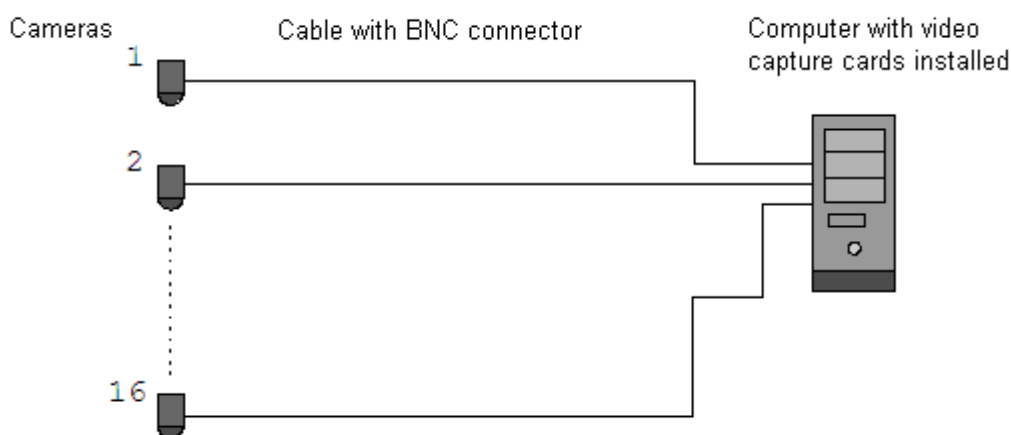 Cameras
Cable with BNC connector
Computer with video
capture cards installed
1
2
16